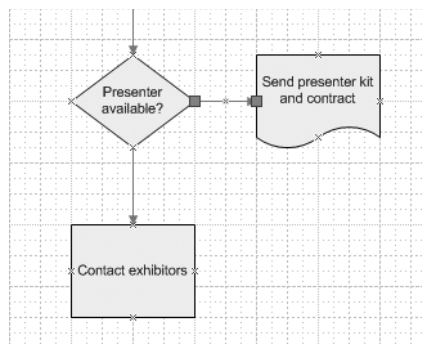 Presenter
available?
Send presenter kit
and contract
Contact exhibitors